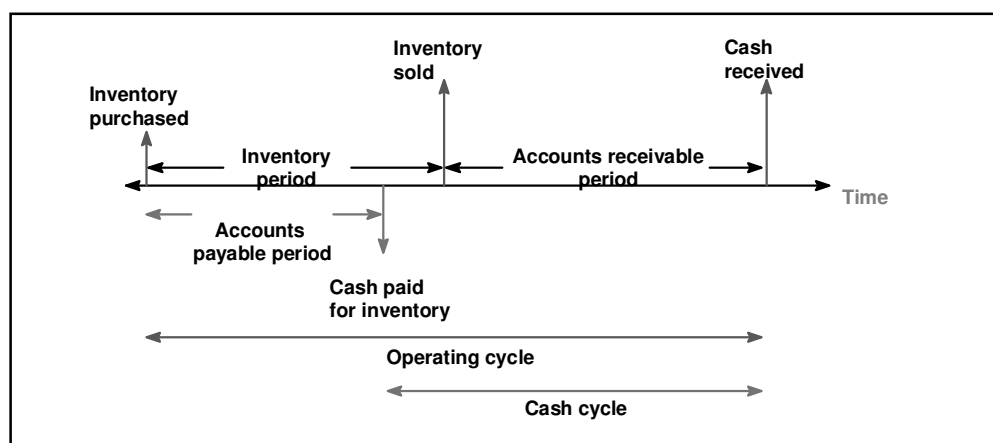 Inventory
purchased
Inventory
sold
Cash
received
Inventory
period
Accounts receivable
period
Time
Accounts
payable period
Cash paid
for inventory
Operating cycle
Cash cycle